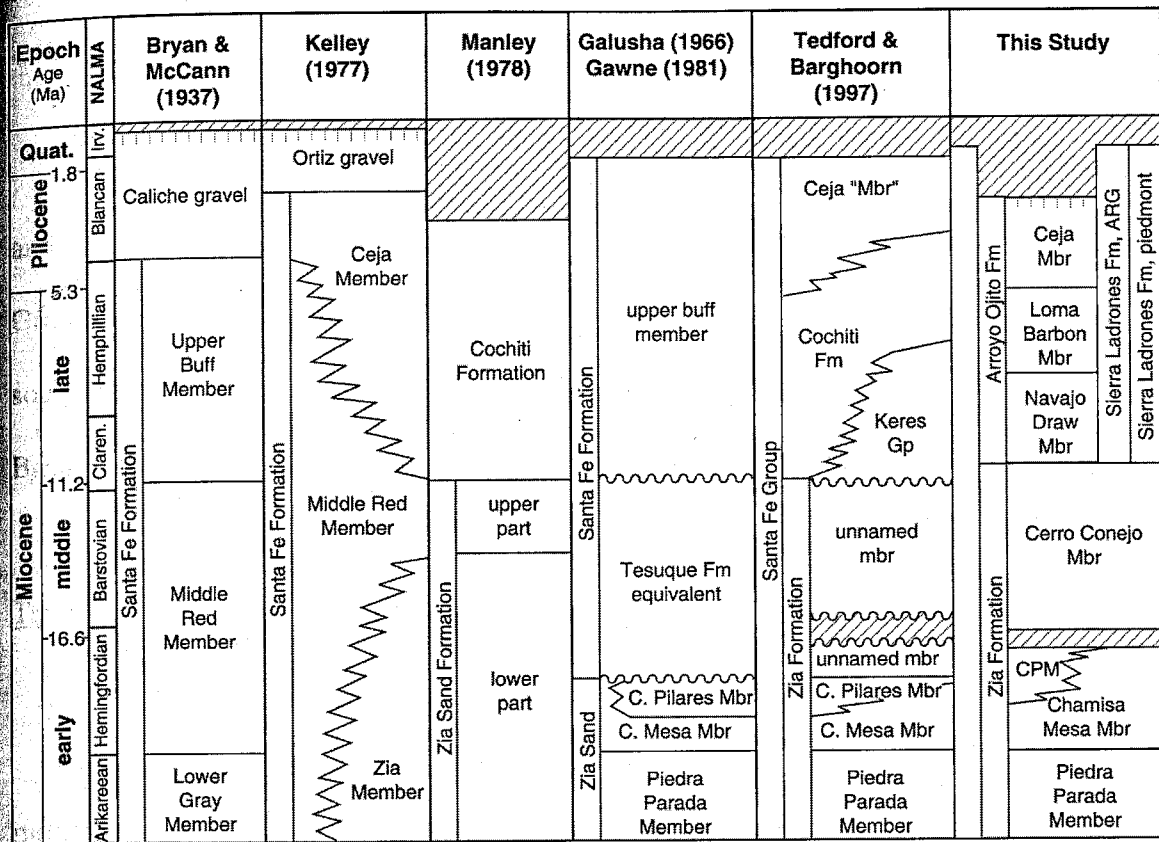 Epoch
Age
(Ma)
NALMA
Bryan &
McCann
(1937)
Kelley
(1977)
Manley
(1978)
Galusha (1966)
Gawne (1981)
Tedford &
Barghoorn
(1997)
This Study
Quat.
1.8
Pliocene
5.3
Miocene
late
11.2
middle
16.6
early
Irv.
Blancan
Hemphillian
Claren.
Barstovian
Hemingfordian
Arikareean
Caliche gravel
Santa Fe Formation
Upper
Buff
Member
Middle
Red
Member
Lower
Gray
Member
Ortiz gravel
Santa Fe Formation
Ceja
Member
Middle Red
Member
Zia
Member
Cochiti
Formation
Zia Sand Formation
upper
part
lower
part
Santa Fe Formation
upper buff
member
Tesuque Fm
equivalent
Zia Sand
C. Pilares Mbr
C. Mesa Mbr
Piedra
Parada
Member
Santa Fe Group
Ceja "Mbr"
Cochiti
Fm
Keres
Gp
Zia Formation
unnamed
mbr
unnamed mbr
C. Pilares Mbr
C. Mesa Mbr
Piedra
Parada
Member
Arroyo Ojito Fm
Ceja
Mbr
Loma
Barbon
Mbr
Navajo
Draw
Mbr
Sierra Ladrones Fm, ARG
Sierra Ladrones Fm, piedmont
Zia Formation
Cerro Conejo
Mbr
CPM
Chamisa
Mesa Mbr
Piedra
Parada
Member